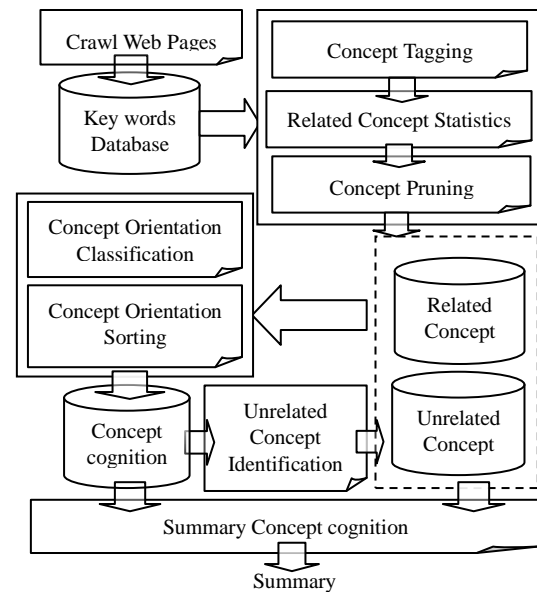 Crawl Web Pages
Key words
Database
Concept Tagging
Related Concept Statistics
Concept Pruning
Concept Orientation
Classification
Concept Orientation
Sorting
Related
Concept
Unrelated
Concept
Concept
cognition
Unrelated
Concept
Identification
Summary Concept cognition
Summary